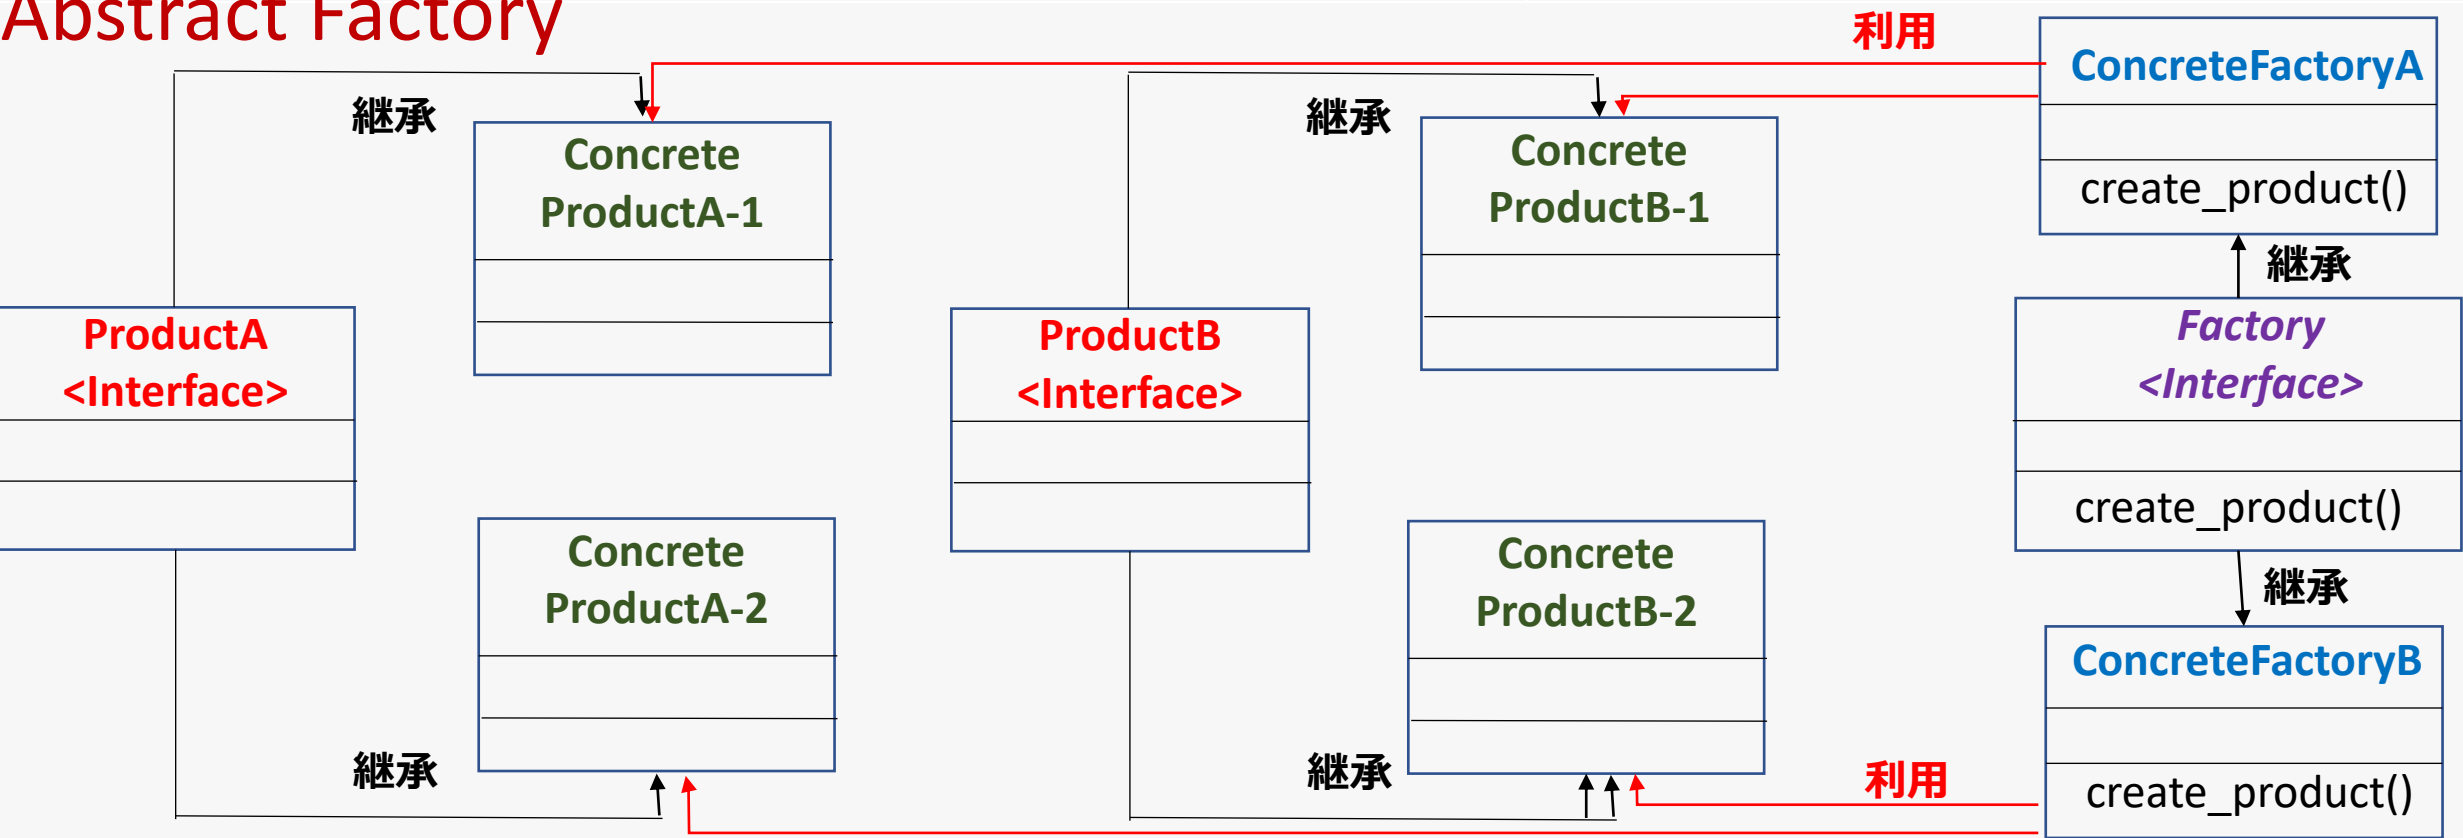 Abstract Factory
利用
継承
Concrete
ProductA-1
継承
Concrete
ProductB-1
ConcreteFactoryA
create_product()
継承
ProductA
<Interface>
ProductB
<Interface>
Factory
<Interface>
create_product()
継承
Concrete
ProductA-2
継承
Concrete
ProductB-2
継承
利用
ConcreteFactoryB
create_product()